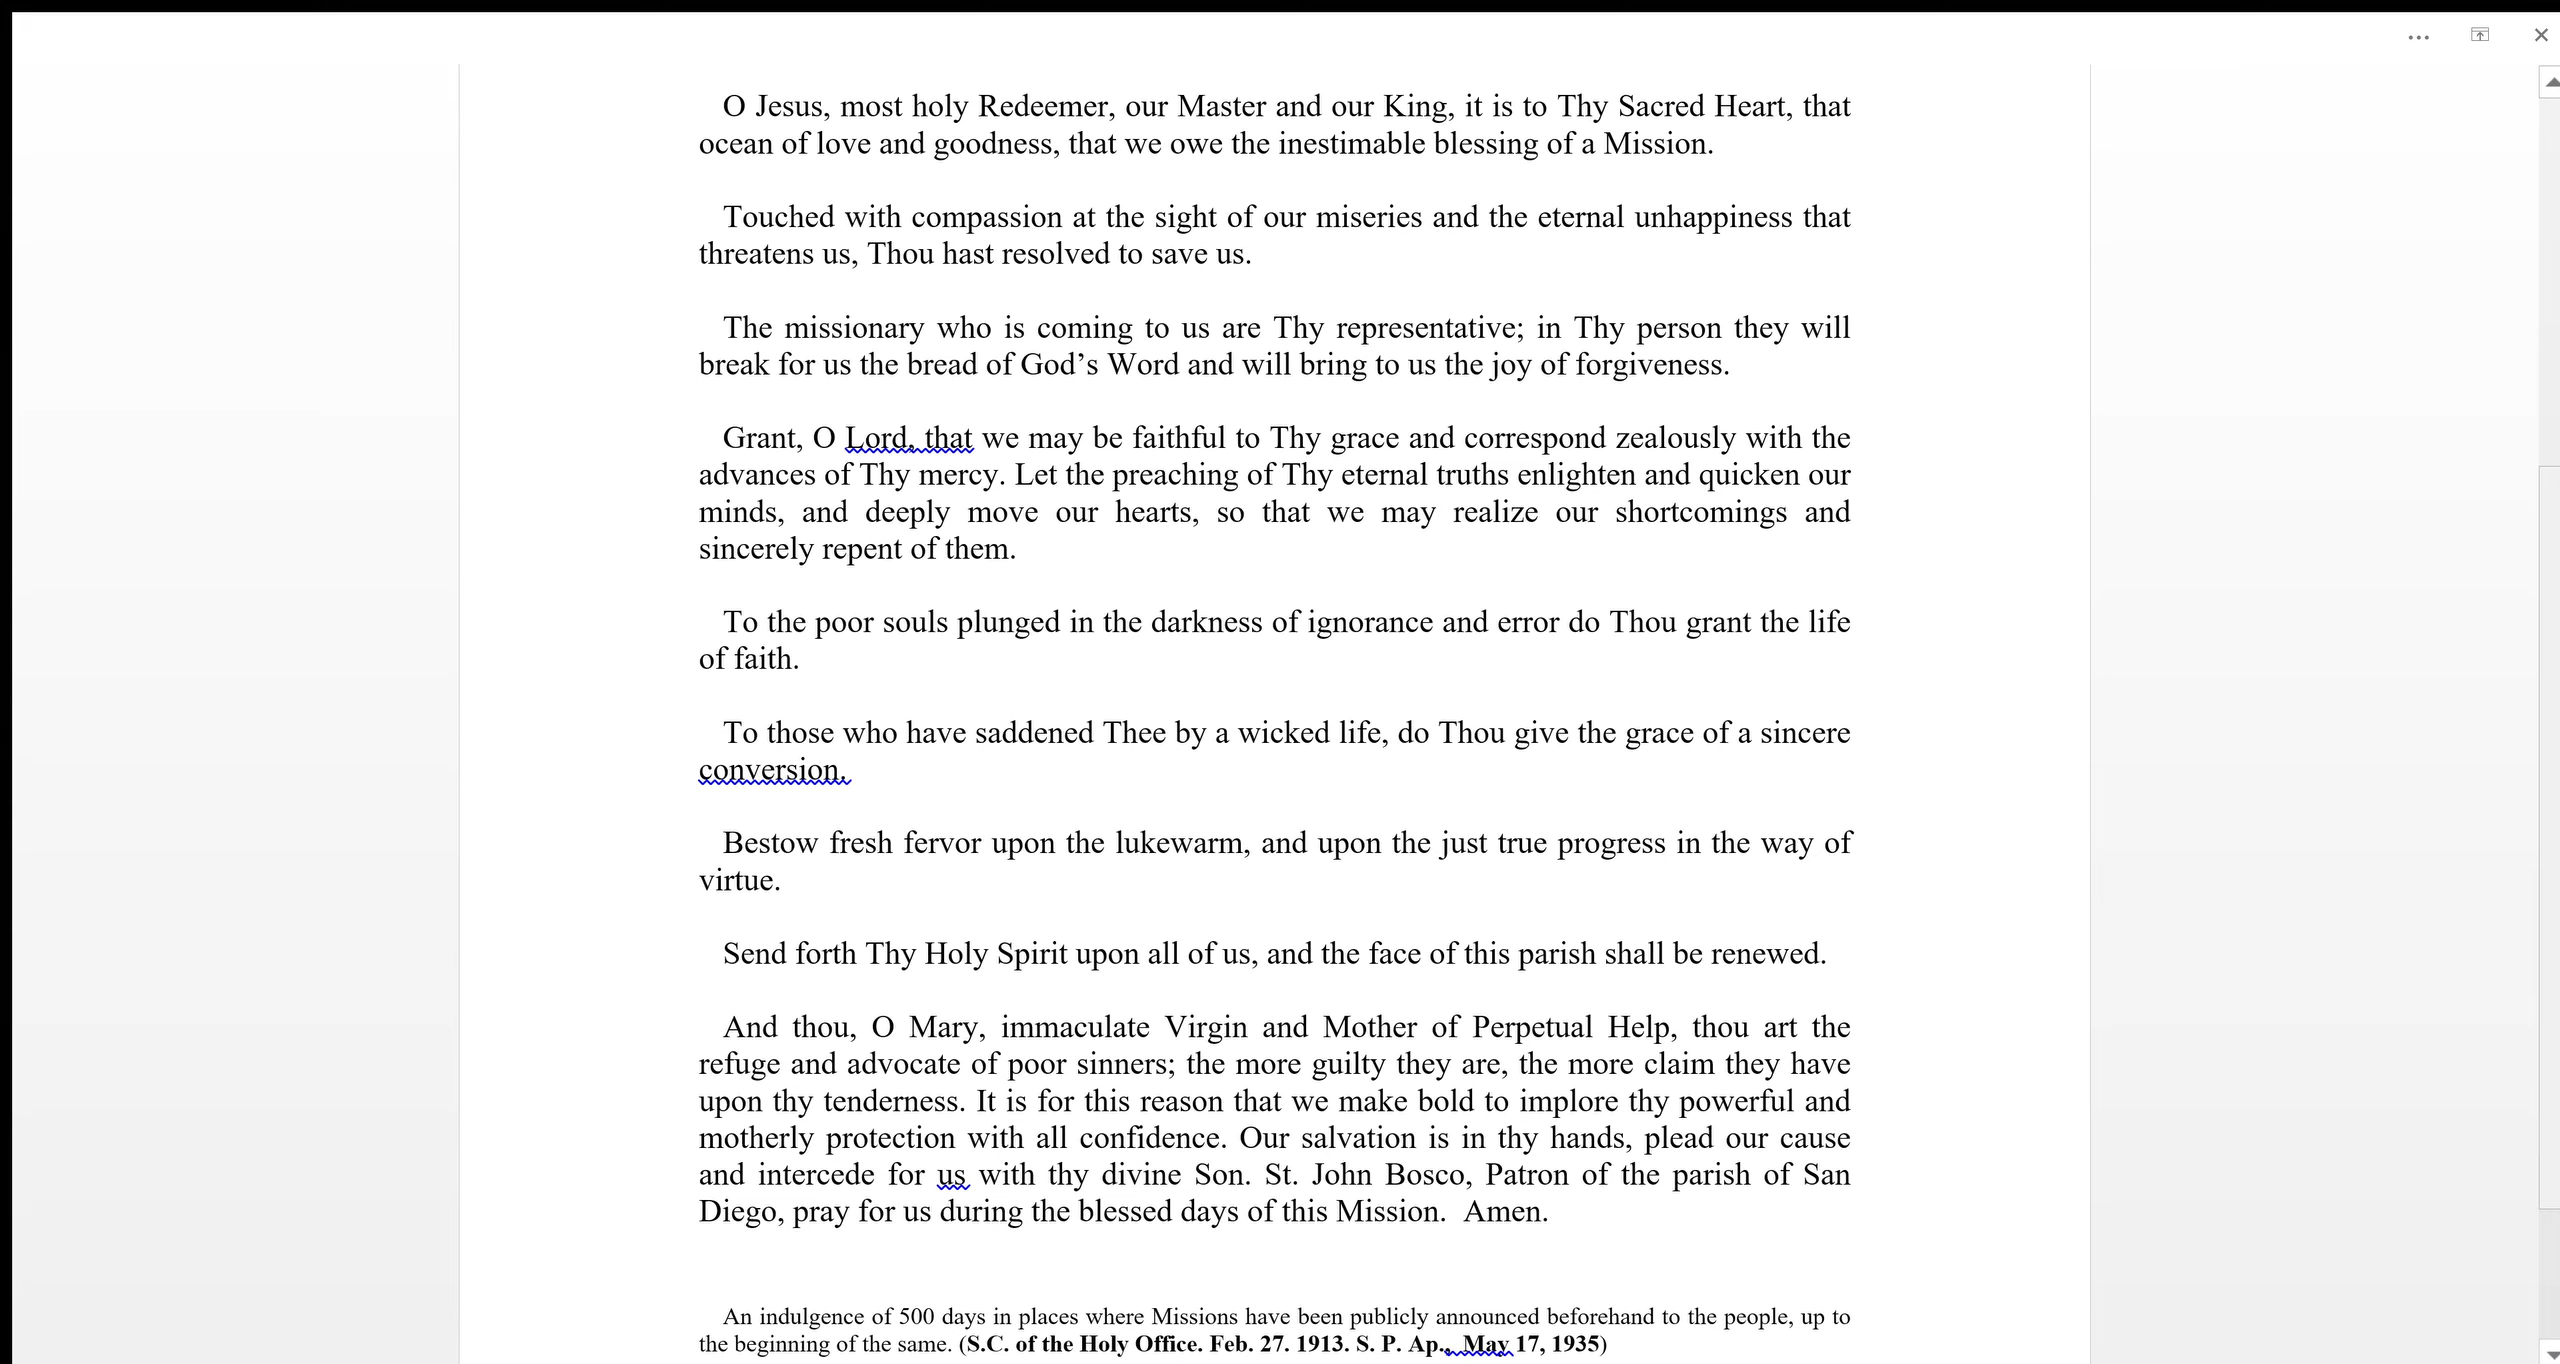 O Jesus, most holy Redeemer, our Master and our King, it is to Thy Sacred Heart, that
ocean of love and goodness, that we owe the inestimable blessing of a Mission.
Touched with compassion at the sight of our miseries and the eternal unhappiness that
threatens us, Thou hast resolved to save us.
The missionary who is coming to us are Thy representative; in Thy person they will
break for us the bread of God’s Word and will bring to us the joy of forgiveness.
Grant, O Lord, that we may be faithful to Thy grace and correspond zealously with the
advances of Thy mercy. Let the preaching of Thy eternal truths enlighten and quicken our
minds, and deeply move our hearts, so that we may realize our shortcomings and
sincerely repent of them.
To the poor souls plunged in the darkness of ignorance and error do Thou grant the life
of faith.
To those who have saddened Thee by a wicked life, do Thou give the grace of a sincere
conversion.
Bestow fresh fervor upon the lukewarm, and upon the just true progress in the way of
virtue.
Send forth Thy Holy Spirit upon all of us, and the face of this parish shall be renewed.
And thou, O Mary, immaculate Virgin and Mother of Perpetual Help, thou art the
refuge and advocate of poor sinners; the more guilty they are, the more claim they have
upon thy tenderness. It is for this reason that we make bold to implore thy powerful and
motherly protection with all confidence. Our salvation is in thy hands, plead our cause
and intercede for us with thy divine Son. St. John Bosco, Patron of the parish of San
Diego, pray for us during the blessed days of this Mission.  Amen.
An indulgence of 500 days in places where Missions have been publicly announced beforehand to the people, up to
the beginning of the same. (S.C. of the Holy Office. Feb. 27. 1913. S. P. Ap., May 17, 1935)